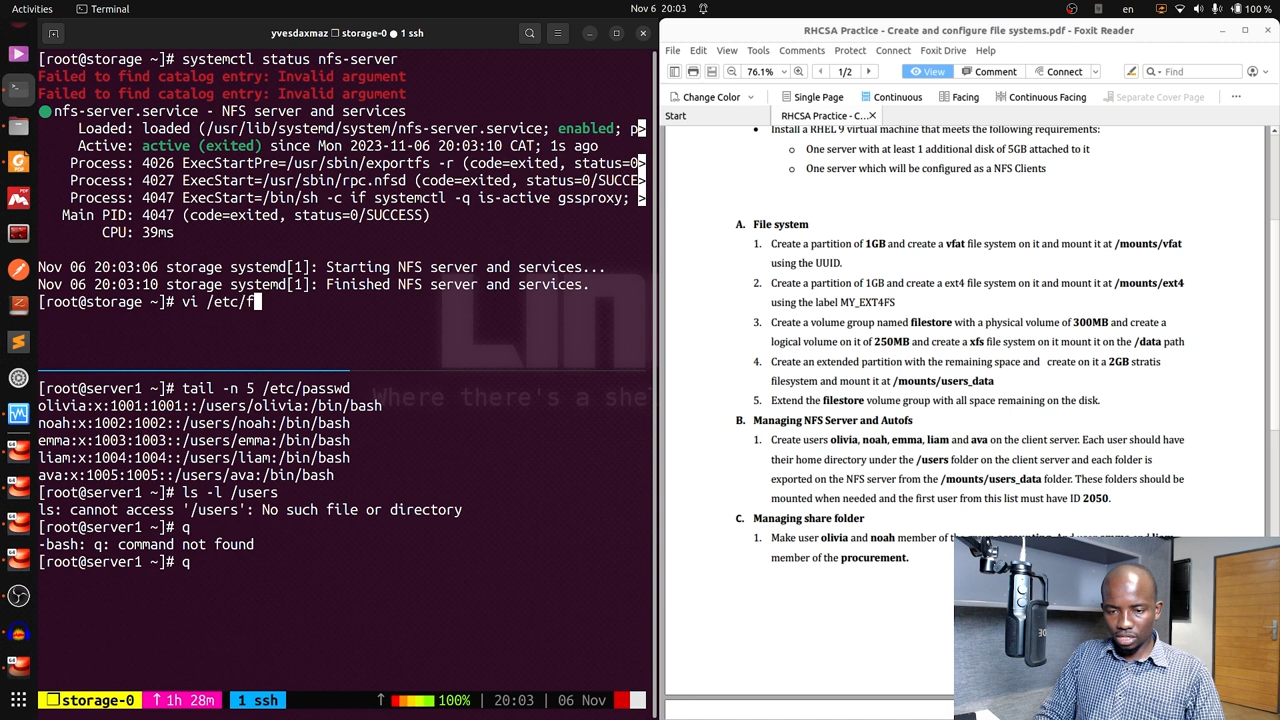 Nov 6 20:03
100 %
yvesdaxmaz ❐ storage-0 ● 1 ssh
[root@storage ~]# systemctl status nfs-server
Failed to find catalog entry: Invalid argument
Failed to find catalog entry: Invalid argument
● nfs-server.service - NFS server and services
Loaded: loaded (/usr/lib/systemd/system/nfs-server.service; enabled; p>
Active: active (exited) since Mon 2023-11-06 20:03:10 CAT; 1s ago
Process: 4026 ExecStartPre=/usr/sbin/exportfs -r (code=exited, status=0>
Process: 4027 ExecStart=/usr/sbin/rpc.nfsd (code=exited, status=0/SUCCE>
Process: 4047 ExecStart=/bin/sh -c if systemctl -q is-active gssproxy; >
Main PID: 4047 (code=exited, status=0/SUCCESS)
CPU: 39ms
Nov 06 20:03:06 storage systemd[1]: Starting NFS server and services...
Nov 06 20:03:10 storage systemd[1]: Finished NFS server and services.
[root@storage ~]# vi /etc/f
[root@server1 ~]# tail -n 5 /etc/passwd
Where there's a she
olivia:x:1001:1001::/users/olivia:/bin/bash
noah:x:1002:1002::/users/noah:/bin/bash
emma:x:1003:1003::/users/emma:/bin/bash
liam:x:1004:1004::/users/liam:/bin/bash
ava:x:1005:1005::/users/ava:/bin/bash
[root@server1 ~]# ls -l /users
ls: cannot access '/users': No such file or directory
[root@server1 ~]# q
-bash: q: command not found
[root@server1 ~]# q
❐ storage-0 ↑ 1h 28m 1 ssh ↑ 100% | 20:03 | 06 Nov
RHCSA Practice - Create and configure file systems.pdf - Foxit Reader
File Edit View Tools Comments Protect Connect Foxit Drive Help
76.1% 1/2 View Comment Connect Find
Change Color Single Page Continuous Facing Continuous Facing Separate Cover Page ...
Start RHCSA Practice - C...
• Install a RHEL 9 virtual machine that meets the following requirements:
o One server with at least 1 additional disk of 5GB attached to it
o One server which will be configured as a NFS Clients
A. File system
1. Create a partition of 1GB and create a vfat file system on it and mount it at /mounts/vfat
using the UUID.
2. Create a partition of 1GB and create a ext4 file system on it and mount it at /mounts/ext4
using the label MY_EXT4FS
3. Create a volume group named filestore with a physical volume of 300MB and create a
logical volume on it of 250MB and create a xfs file system on it mount it on the /data path
4. Create an extended partition with the remaining space and create on it a 2GB stratis
filesystem and mount it at /mounts/users_data
5. Extend the filestore volume group with all space remaining on the disk.
B. Managing NFS Server and Autofs
1. Create users olivia, noah, emma, liam and ava on the client server. Each user should have
their home directory under the /users folder on the client server and each folder is
exported on the NFS server from the /mounts/users_data folder. These folders should be
mounted when needed and the first user from this list must have ID 2050.
C. Managing share folder
1. Make user olivia and noah member of
member of the procurement.